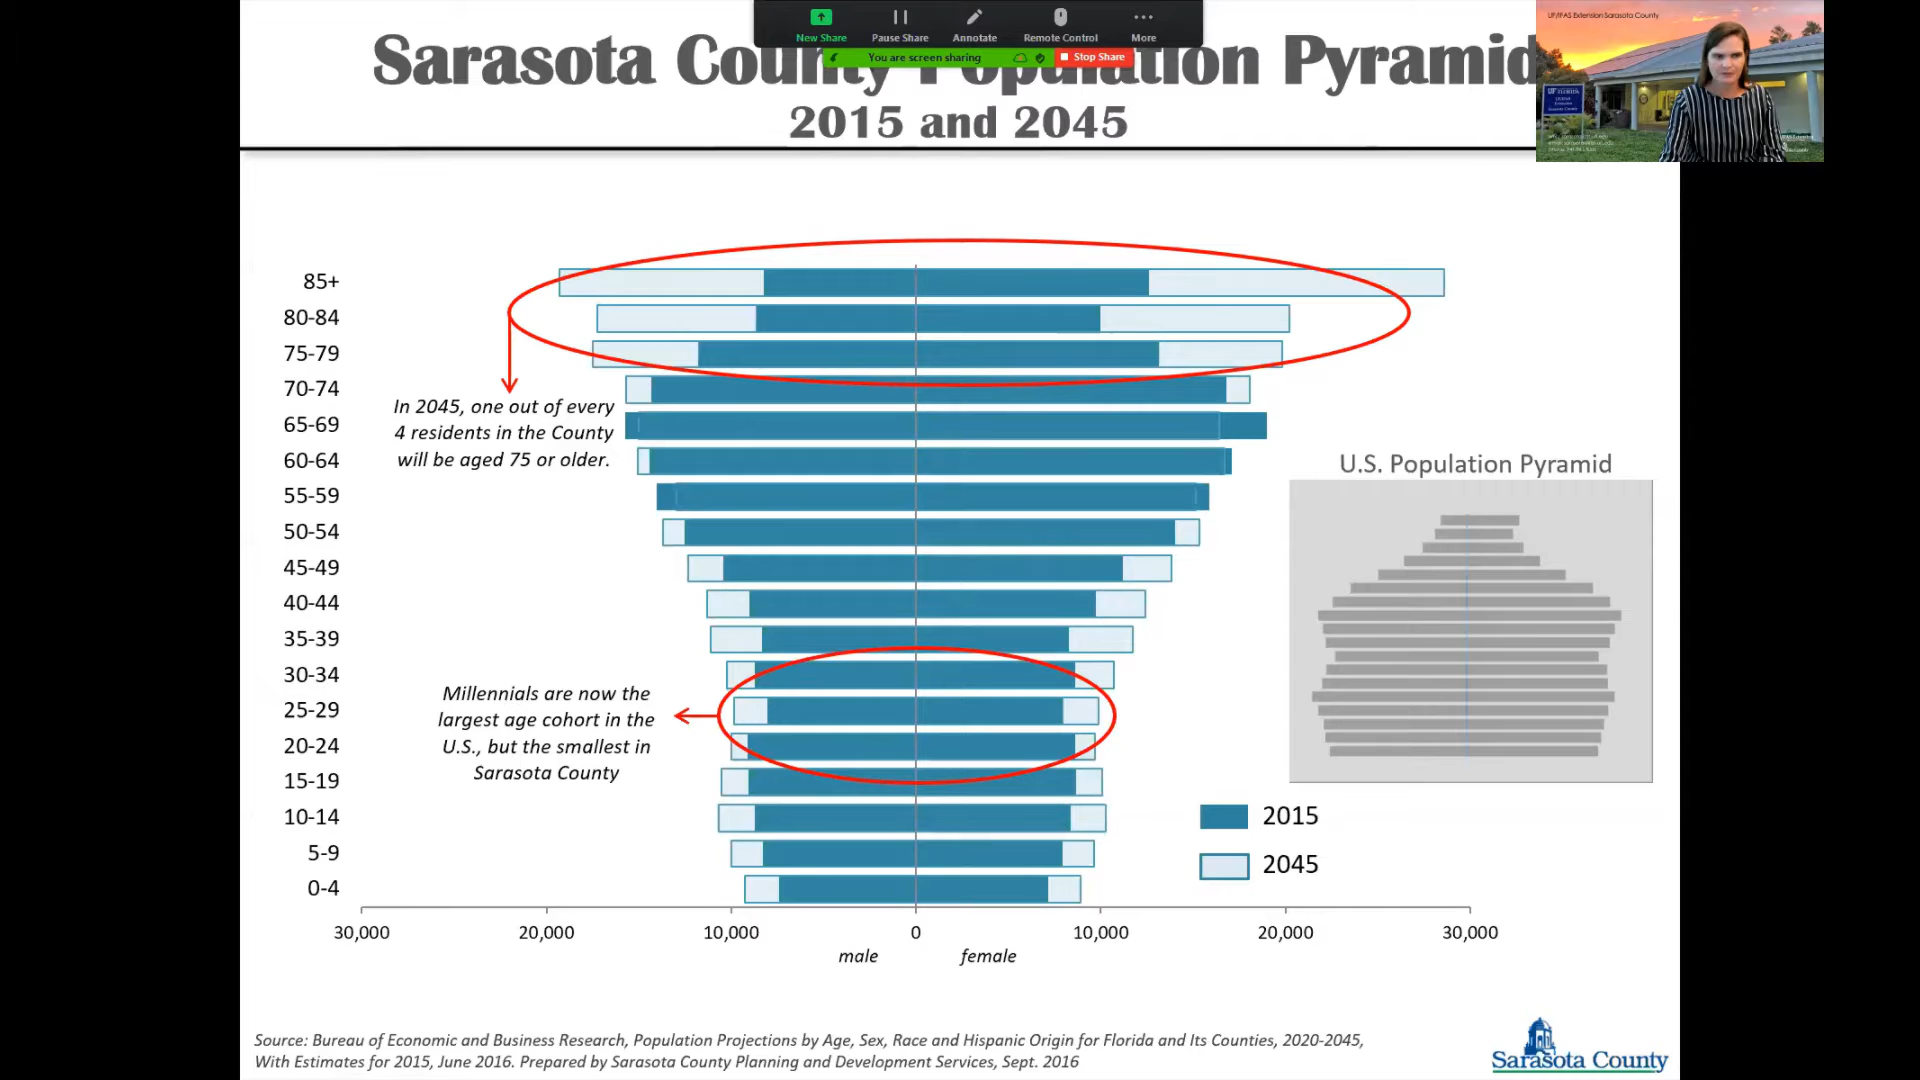 New Share
Pause Share
Annotate
Remote Control
More
You are screen sharing
Stop Share
UF/IFAS Extension Sarasota County
Sarasota County Population Pyramid
2015 and 2045
85+
80-84
75-79
70-74
65-69
60-64
55-59
50-54
45-49
40-44
35-39
30-34
25-29
20-24
15-19
10-14
5-9
0-4
In 2045, one out of every
4 residents in the County
will be aged 75 or older.
Millennials are now the
largest age cohort in the
U.S., but the smallest in
Sarasota County
U.S. Population Pyramid
2015
2045
30,000
20,000
10,000
0
10,000
20,000
30,000
male
female
Source: Bureau of Economic and Business Research, Population Projections by Age, Sex, Race and Hispanic Origin for Florida and Its Counties, 2020-2045,
With Estimates for 2015, June 2016. Prepared by Sarasota County Planning and Development Services, Sept. 2016
Sarasota County